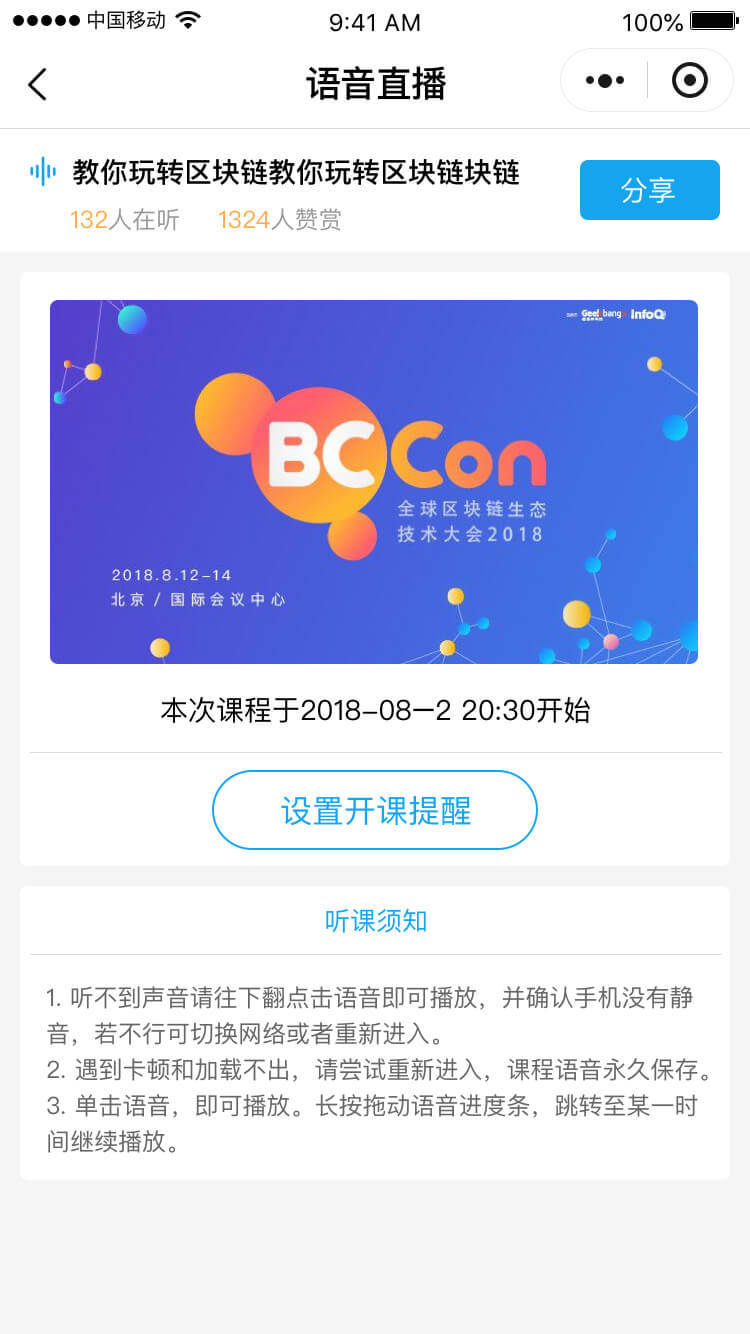 中国移动
9:41 AM
100%
语音直播
教你玩转区块链教你玩转区块链块链
132人在听
1324人赞赏
分享
Geekbang> InfoQ
BCCon
全球区块链生态
技术大会2018
2018.8.12-14
北京 / 国际会议中心
本次课程于2018-08一2 20:30开始
设置开课提醒
听课须知
1. 听不到声音请往下翻点击语音即可播放，并确认手机没有静
音，若不行可切换网络或者重新进入。
2. 遇到卡顿和加载不出，请尝试重新进入，课程语音永久保存。
3. 单击语音，即可播放。长按拖动语音进度条，跳转至某一时
间继续播放。